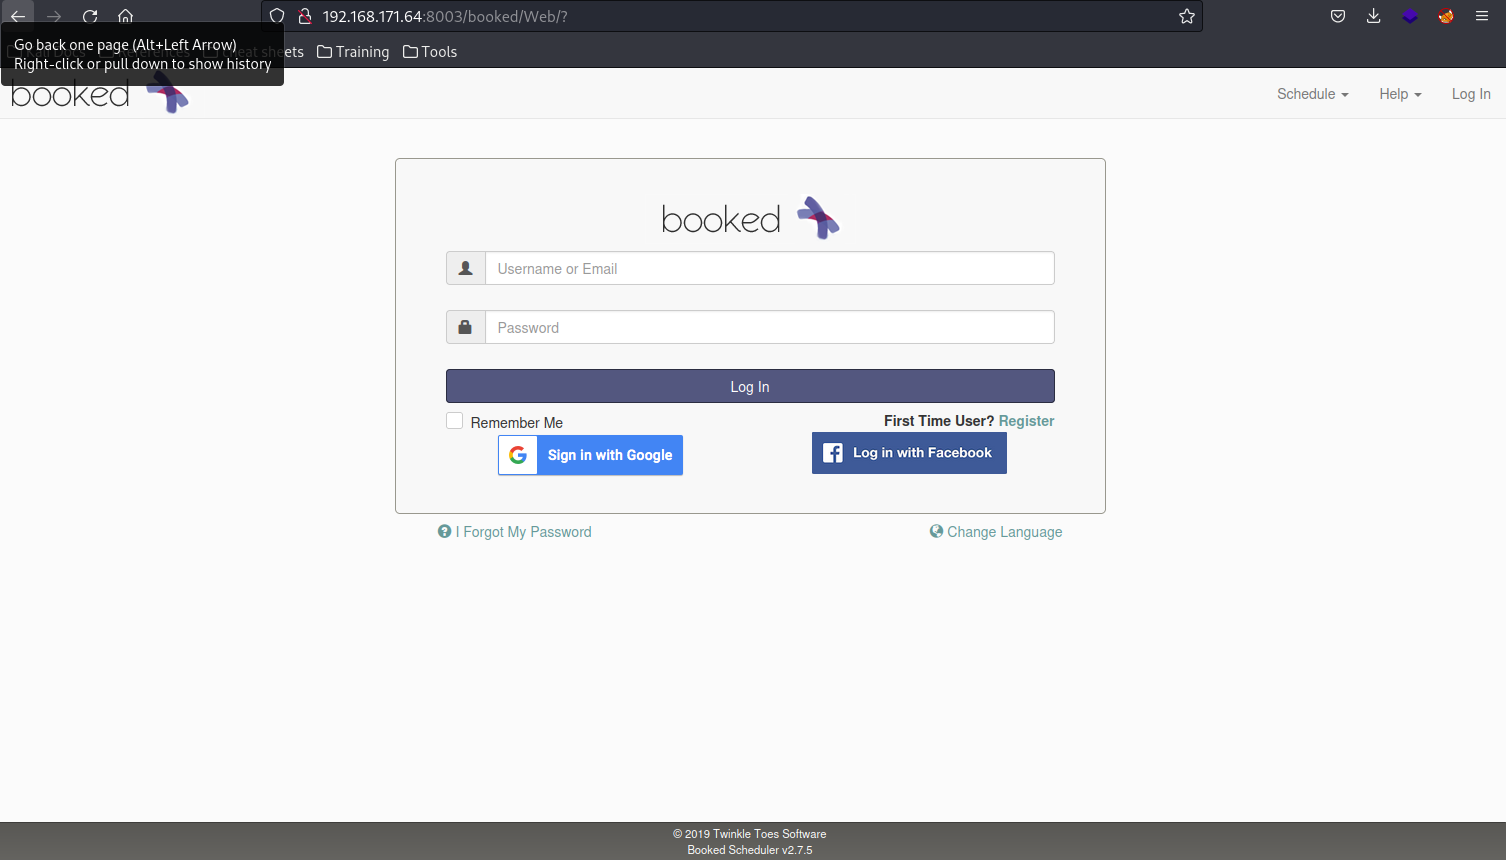 192.168.171.64:8003/booked/Web/?
Go back one page (Alt+Left Arrow)
Right-click or pull down to show history
sheets
Training
Tools
booked
Schedule
Help
Log In
booked
Username or Email
Password
Log In
Remember Me
First Time User? Register
Sign in with Google
Log in with Facebook
I Forgot My Password
Change Language
© 2019 Twinkle Toes Software
Booked Scheduler v2.7.5